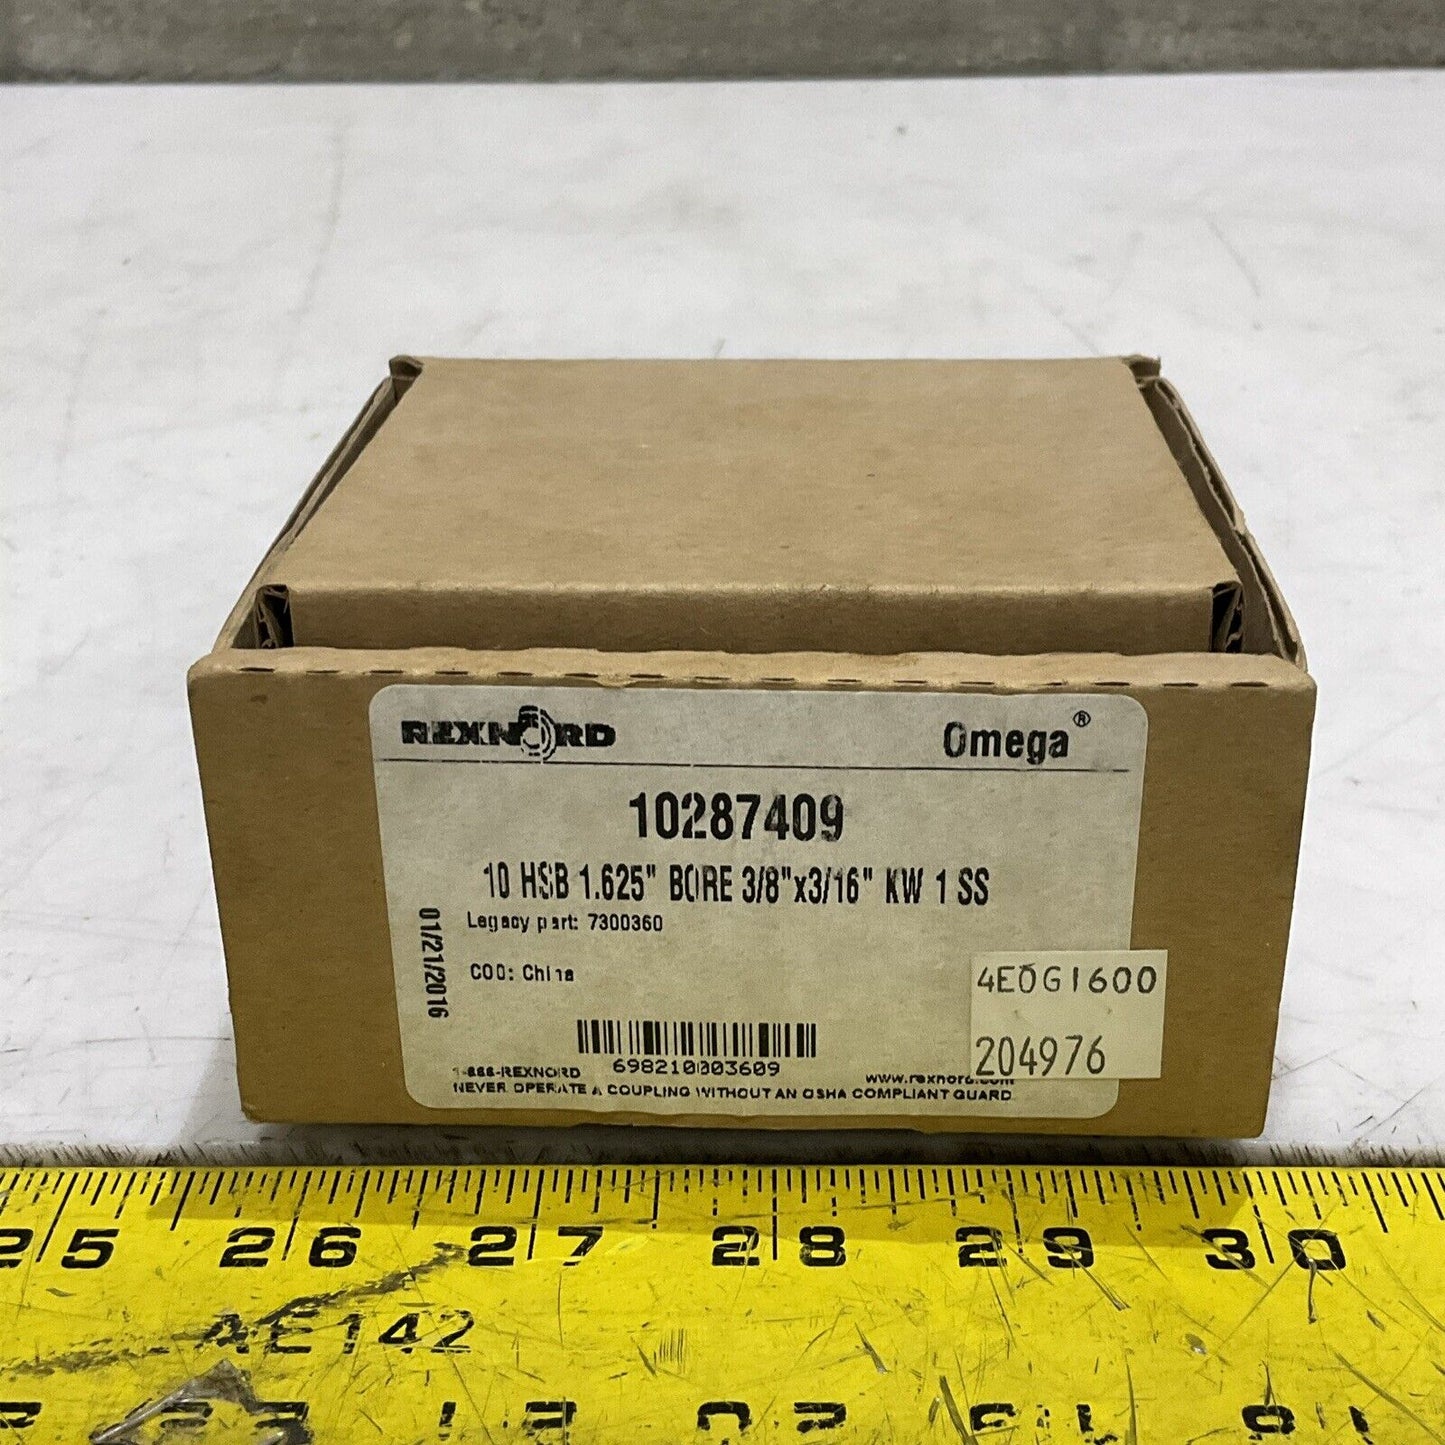 REXNORD
Omega®
10287409
10 HSB 1.625" BORE 3/8"x3/16" KW 1 SS
Legacy part: 7300360
01/21/2016
COO: China
4E0G1600
204976
698210003609
1-888-REXNORD
www.rexnord.com
NEVER OPERATE A COUPLING WITHOUT AN OSHA COMPLIANT GUARD
25 26 27 28 29 30
AE142